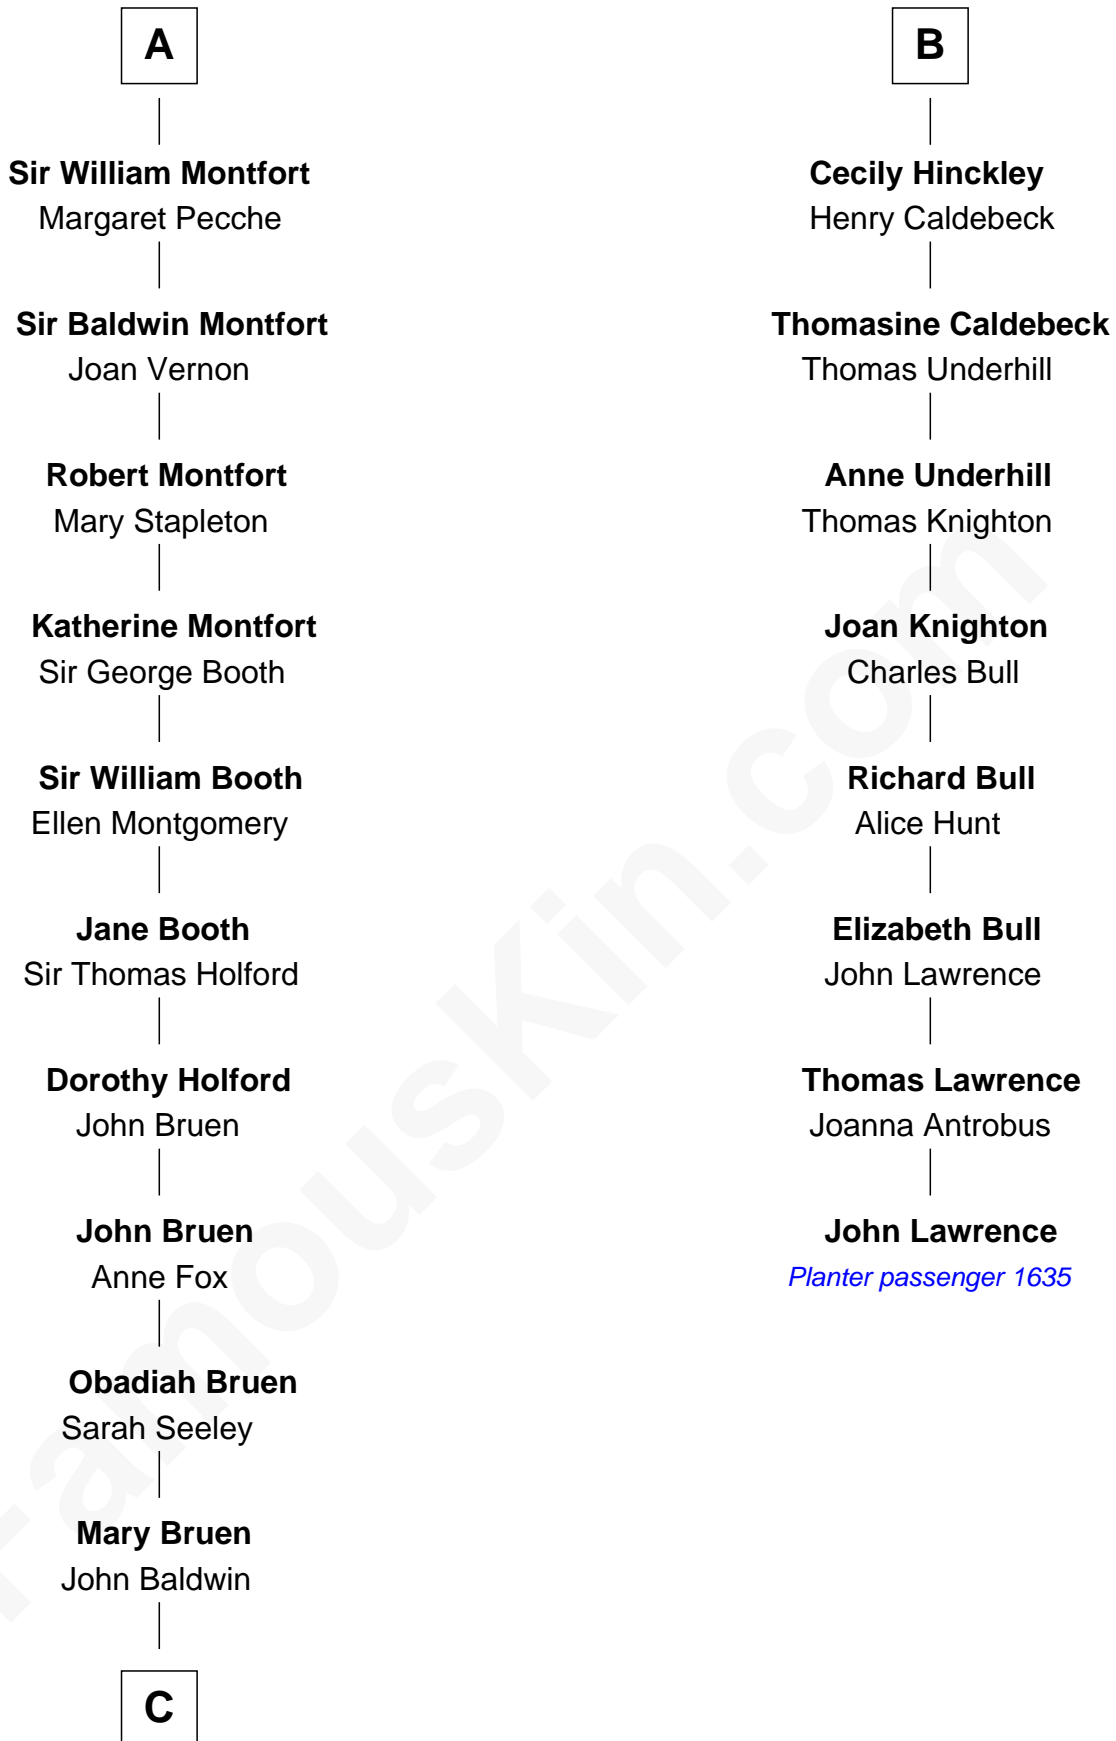 A
Sir William Montfort
Margaret Pecche
Sir Baldwin Montfort
Joan Vernon
Robert Montfort
Mary Stapleton
Katherine Montfort
Sir George Booth
Sir William Booth
Ellen Montgomery
Jane Booth
Sir Thomas Holford
Dorothy Holford
John Bruen
John Bruen
Anne Fox
Obadiah Bruen
Sarah Seeley
Mary Bruen
John Baldwin
C
B
Cecily Hinckley
Henry Caldebeck
Thomasine Caldebeck
Thomas Underhill
Anne Underhill
Thomas Knighton
Joan Knighton
Charles Bull
Richard Bull
Alice Hunt
Elizabeth Bull
John Lawrence
Thomas Lawrence
Joanna Antrobus
John Lawrence
Planter passenger 1635
FamousKin.com